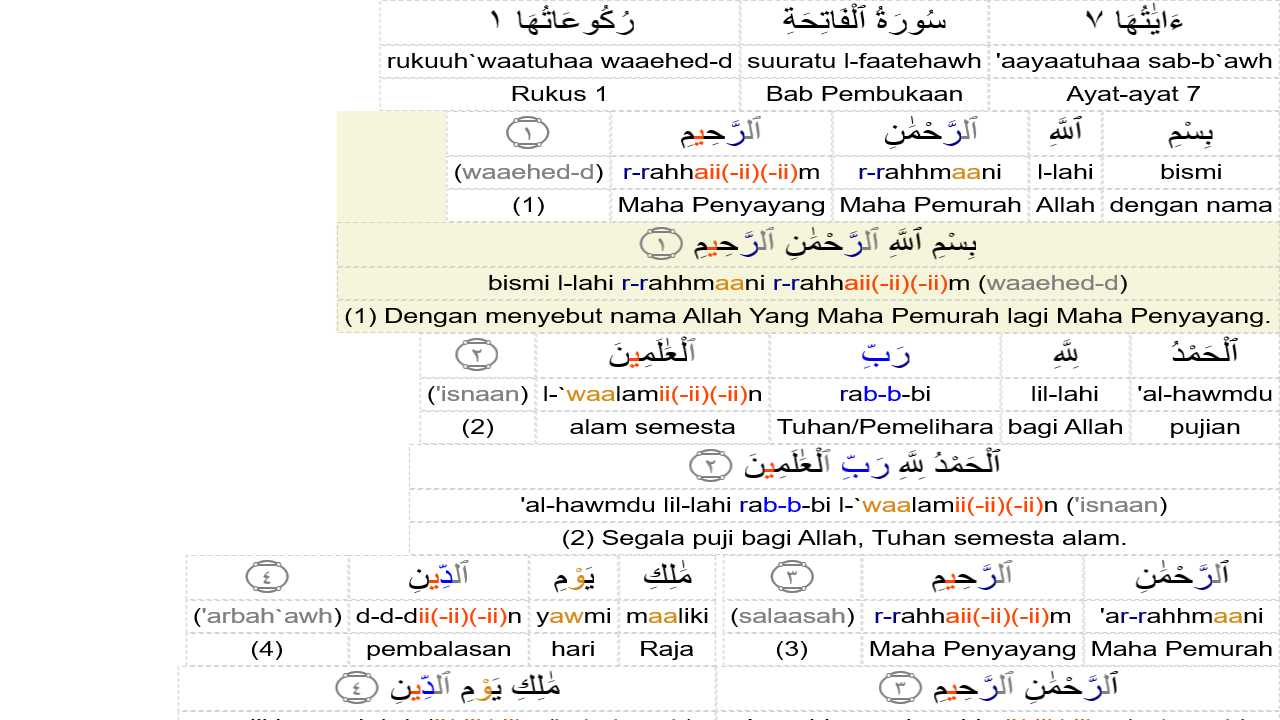 ءَايَٰتُهَا ٧ سُورَةُ ٱلْفَاتِحَةِ رُكُوعَاتُهَا ١
'aayaatuhaa sab-b`awh suuratu l-faatehawh rukuuh`waatuhaa waaehed-d
Ayat-ayat 7 Bab Pembukaan Rukus 1
بِسْمِ ٱللَّهِ ٱلرَّحْمَٰنِ ٱلرَّحِيمِ ١
bismi l-lahi r-rahhmaani r-rahhaii(-ii)(-ii)m (waaehed-d)
dengan nama Allah Maha Pemurah Maha Penyayang (1)
بِسْمِ ٱللَّهِ ٱلرَّحْمَٰنِ ٱلرَّحِيمِ ١
bismi l-lahi r-rahhmaani r-rahhaii(-ii)(-ii)m (waaehed-d)
(1) Dengan menyebut nama Allah Yang Maha Pemurah lagi Maha Penyayang.
ٱلْحَمْدُ لِلَّهِ رَبِّ ٱلْعَٰلَمِينَ ٢
'al-hawmdu lil-lahi rab-b-bi l-`waalamii(-ii)(-ii)n ('isnaan)
pujian bagi Allah Tuhan/Pemelihara alam semesta (2)
ٱلْحَمْدُ لِلَّهِ رَبِّ ٱلْعَٰلَمِينَ ٢
'al-hawmdu lil-lahi rab-b-bi l-`waalamii(-ii)(-ii)n ('isnaan)
(2) Segala puji bagi Allah, Tuhan semesta alam.
ٱلرَّحْمَٰنِ ٱلرَّحِيمِ ٣ مَٰلِكِ يَوْمِ ٱلدِّينِ ٤
'ar-rahhmaani r-rahhaii(-ii)(-ii)m (salaasah) maaliki yawmi d-d-dii(-ii)(-ii)n ('arbah`awh)
Maha Pemurah Maha Penyayang (3) Raja hari pembalasan (4)
ٱلرَّحْمَٰنِ ٱلرَّحِيمِ ٣ مَٰلِكِ يَوْمِ ٱلدِّينِ ٤